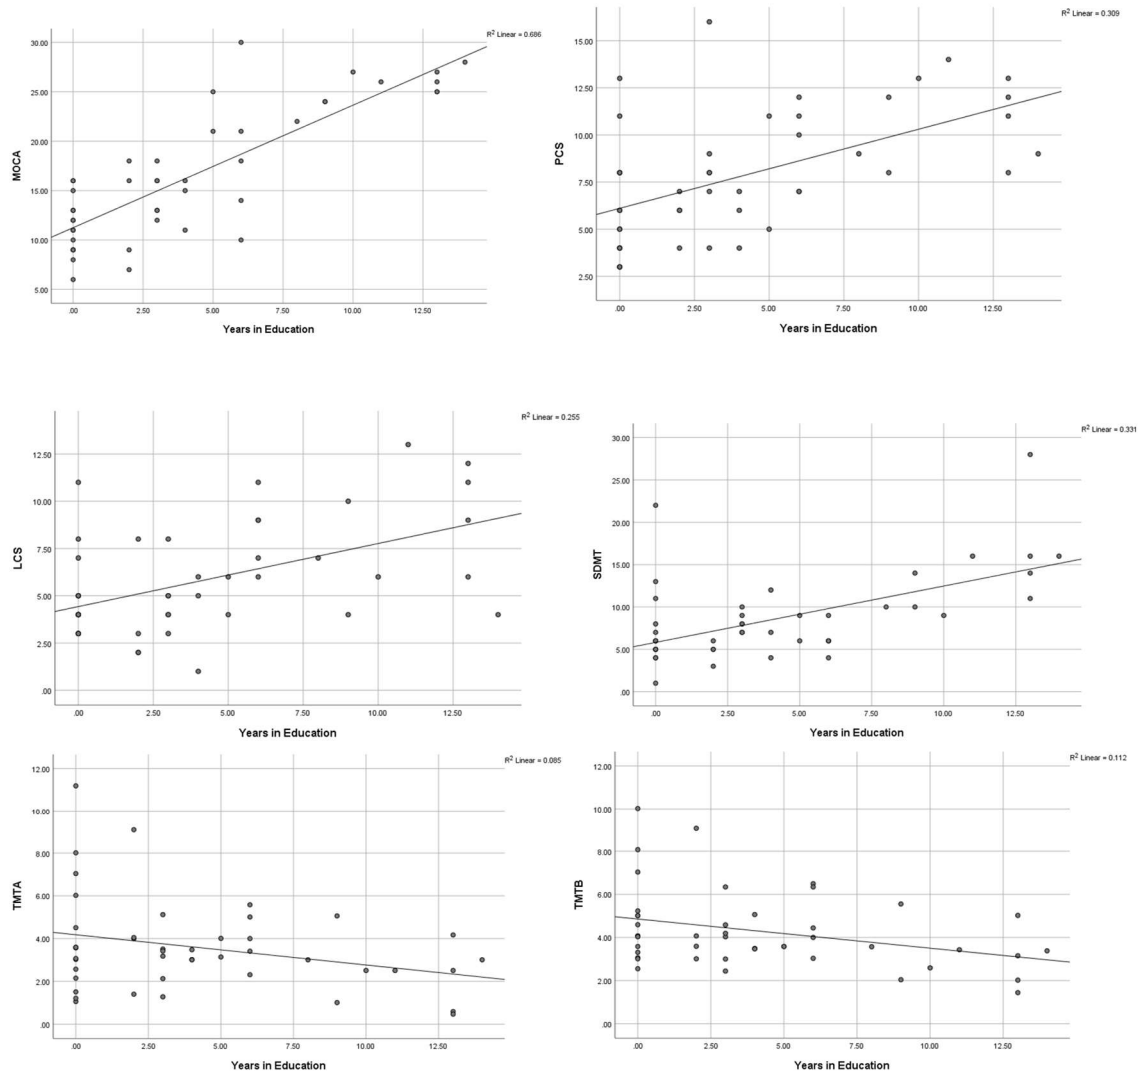 R² Linear = 0.686
30.00
25.00
20.00
15.00
10.00
5.00
MOCA
.00 2.50 5.00 7.50 10.00 12.50
Years in Education
R² Linear = 0.309
15.00
12.50
10.00
7.50
5.00
2.50
PCS
.00 2.50 5.00 7.50 10.00 12.50
Years in Education
R² Linear = 0.255
12.50
10.00
7.50
5.00
2.50
.00
LCS
.00 2.50 5.00 7.50 10.00 12.50
Years in Education
R² Linear = 0.331
30.00
25.00
20.00
15.00
10.00
5.00
.00
SDMT
.00 2.50 5.00 7.50 10.00 12.50
Years in Education
R² Linear = 0.085
12.00
10.00
8.00
6.00
4.00
2.00
.00
TMTA
.00 2.50 5.00 7.50 10.00 12.50
Years in Education
R² Linear = 0.112
12.00
10.00
8.00
6.00
4.00
2.00
.00
TMTB
.00 2.50 5.00 7.50 10.00 12.50
Years in Education